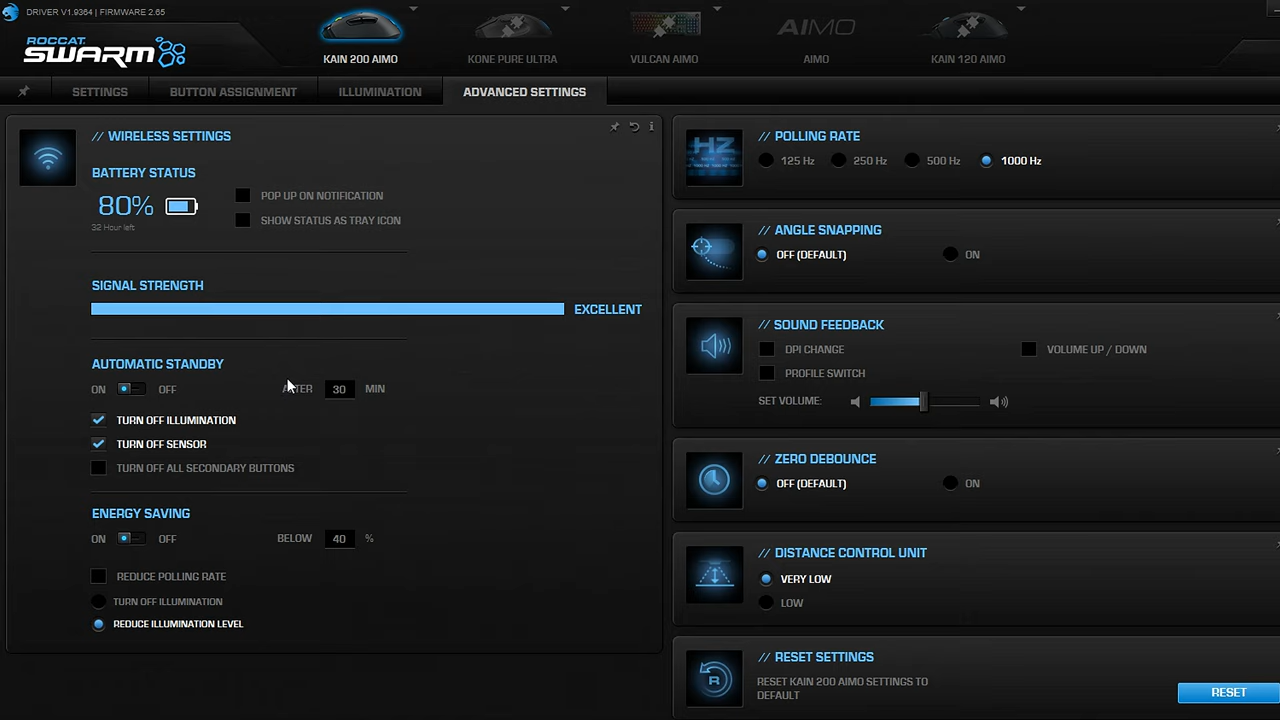 DRIVER V1.9364 | FIRMWARE 2.65
ROCCAT
SWARM
KAIN 200 AIMO
KONE PURE ULTRA
VULCAN AIMO
AIMO
AIMO
KAIN 120 AIMO
SETTINGS
BUTTON ASSIGNMENT
ILLUMINATION
ADVANCED SETTINGS
// WIRELESS SETTINGS
BATTERY STATUS
80%
32 Hour left
POP UP ON NOTIFICATION
SHOW STATUS AS TRAY ICON
SIGNAL STRENGTH
EXCELLENT
AUTOMATIC STANDBY
ON OFF AFTER 30 MIN
TURN OFF ILLUMINATION
TURN OFF SENSOR
TURN OFF ALL SECONDARY BUTTONS
ENERGY SAVING
ON OFF BELOW 40 %
REDUCE POLLING RATE
TURN OFF ILLUMINATION
REDUCE ILLUMINATION LEVEL
HZ
// POLLING RATE
125 Hz 250 Hz 500 Hz 1000 Hz
// ANGLE SNAPPING
OFF (DEFAULT) ON
// SOUND FEEDBACK
DPI CHANGE VOLUME UP / DOWN
PROFILE SWITCH
SET VOLUME:
// ZERO DEBOUNCE
OFF (DEFAULT) ON
// DISTANCE CONTROL UNIT
VERY LOW
LOW
R
// RESET SETTINGS
RESET KAIN 200 AIMO SETTINGS TO
DEFAULT
RESET